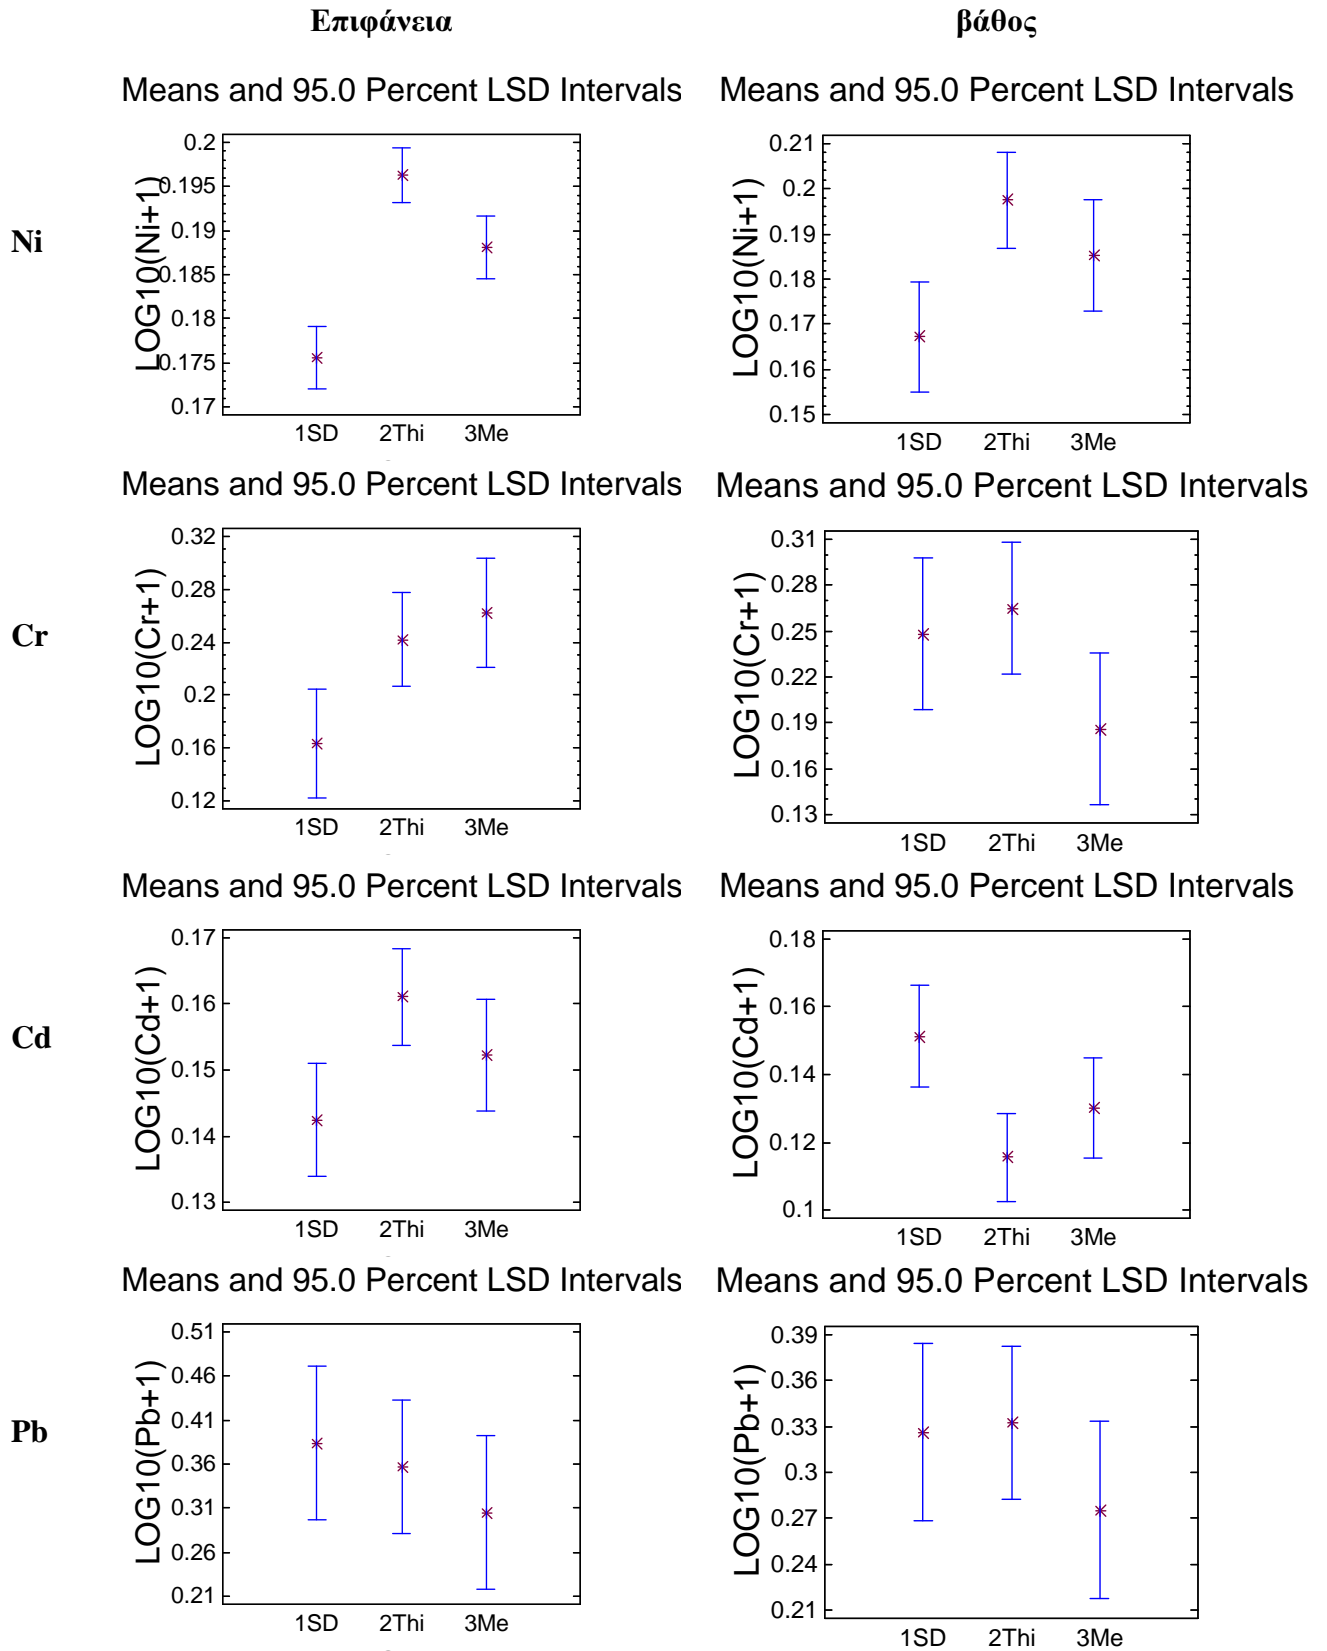 Επιφάνεια
βάθος
Means and 95.0 Percent LSD Intervals
Means and 95.0 Percent LSD Intervals
Ni
LOG10(Ni+1)
0.2
0.195
0.19
0.185
0.18
0.175
0.17
1SD 2Thi 3Me
LOG10(Ni+1)
0.21
0.2
0.19
0.18
0.17
0.16
0.15
1SD 2Thi 3Me
Means and 95.0 Percent LSD Intervals
Means and 95.0 Percent LSD Intervals
Cr
LOG10(Cr+1)
0.32
0.28
0.24
0.2
0.16
0.12
1SD 2Thi 3Me
LOG10(Cr+1)
0.31
0.28
0.25
0.22
0.19
0.16
0.13
1SD 2Thi 3Me
Means and 95.0 Percent LSD Intervals
Means and 95.0 Percent LSD Intervals
Cd
LOG10(Cd+1)
0.17
0.16
0.15
0.14
0.13
1SD 2Thi 3Me
LOG10(Cd+1)
0.18
0.16
0.14
0.12
0.1
1SD 2Thi 3Me
Means and 95.0 Percent LSD Intervals
Means and 95.0 Percent LSD Intervals
Pb
LOG10(Pb+1)
0.51
0.46
0.41
0.36
0.31
0.26
0.21
1SD 2Thi 3Me
LOG10(Pb+1)
0.39
0.36
0.33
0.3
0.27
0.24
0.21
1SD 2Thi 3Me